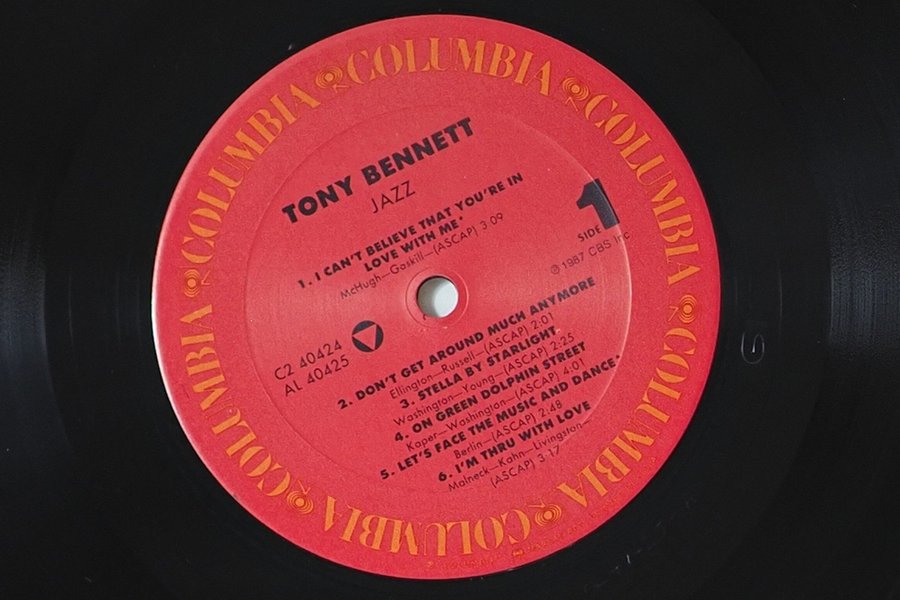 COLUMBIA COLUMBIA COLUMBIA COLUMBIA COLUMBIA COLUMBIA COLUMBIA COLUMBIA
TONY BENNETT
JAZZ
1. I CAN'T BELIEVE THAT YOU'RE IN
LOVE WITH ME*
McHugh—Gaskill—(ASCAP) 3:09
SIDE 1
℗ 1987 CBS Inc
C2 40424
AL 40425
2. DON'T GET AROUND MUCH ANYMORE
Ellington—Russell—(ASCAP) 2:01
3. STELLA BY STARLIGHT
Washington—Young—(ASCAP) 2:25
4. ON GREEN DOLPHIN STREET
Kaper—Washington—(ASCAP) 4:01
5. LET'S FACE THE MUSIC AND DANCE*
Berlin—(ASCAP) 2:48
6. I'M THRU WITH LOVE
Malneck—Kahn—Livingston—
(ASCAP) 3:17